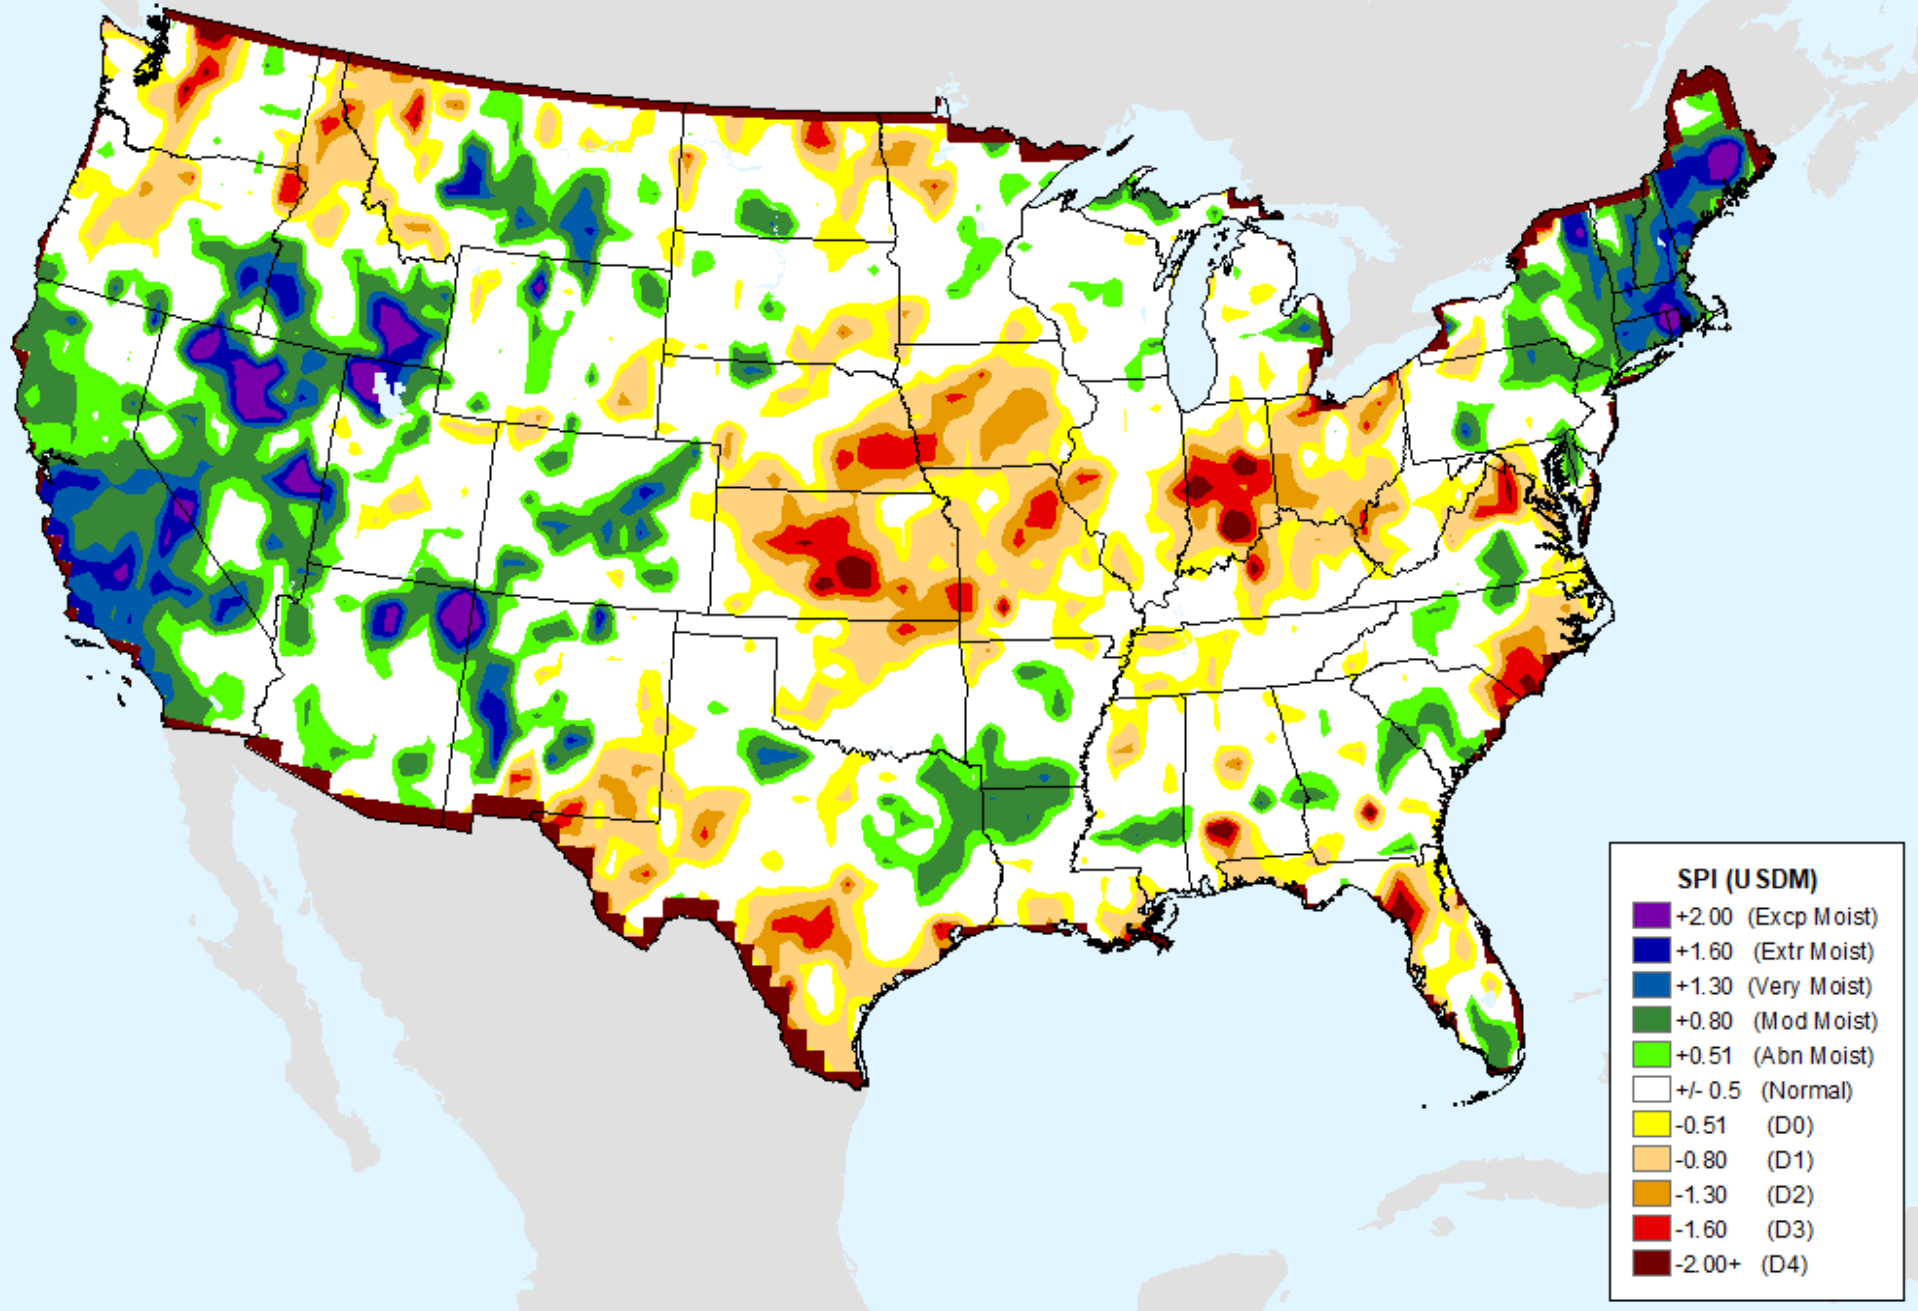 SPI (USDM)
+2.00 (Excp Moist)
+1.60 (Extr Moist)
+1.30 (Very Moist)
+0.80 (Mod Moist)
+0.51 (Abn Moist)
+/- 0.5 (Normal)
-0.51 (D0)
-0.80 (D1)
-1.30 (D2)
-1.60 (D3)
-2.00+ (D4)